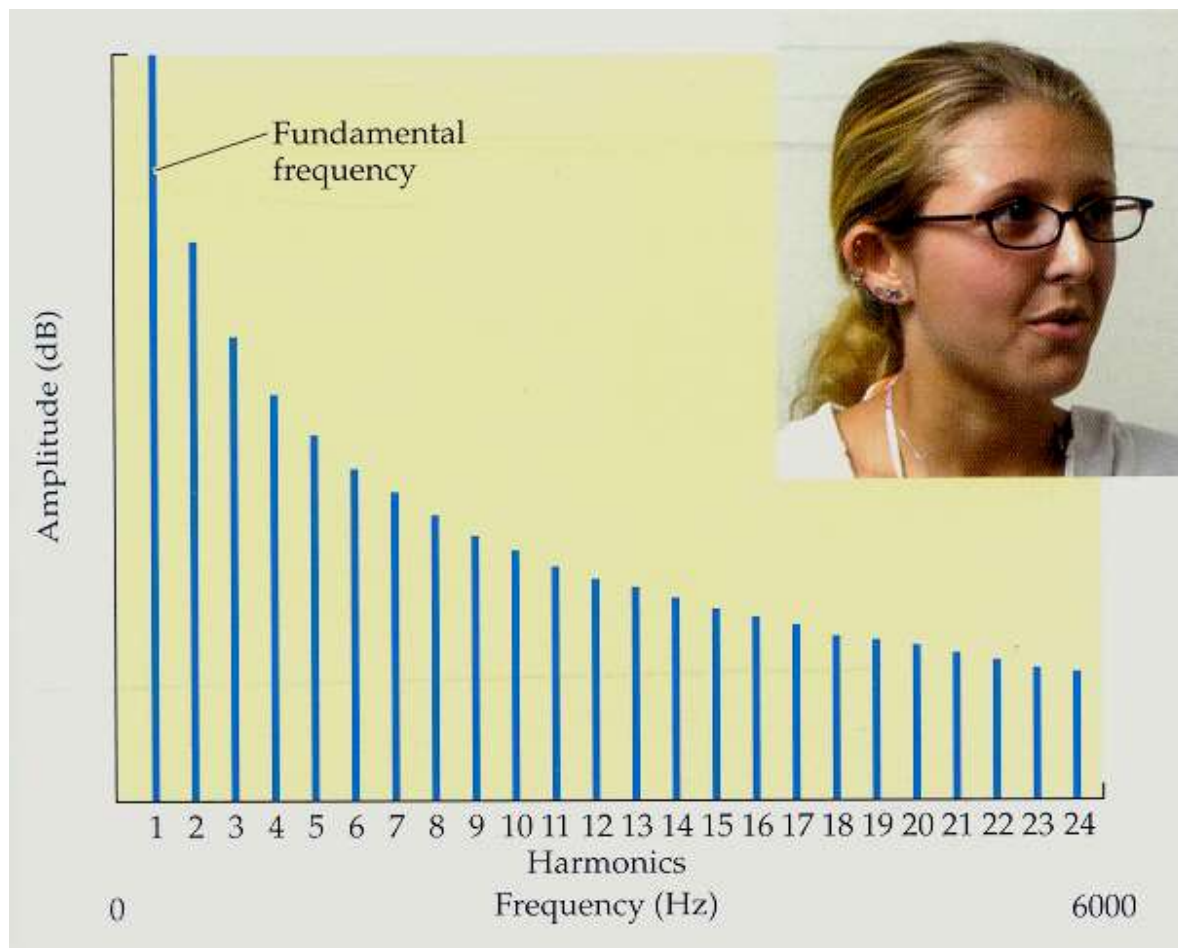 Fundamental
frequency
Amplitude (dB)
1 2 3 4 5 6 7 8 9 10 11 12 13 14 15 16 17 18 19 20 21 22 23 24
Harmonics
0 Frequency (Hz) 6000